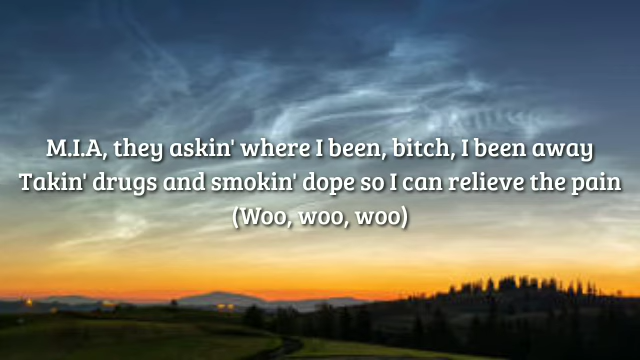 M.I.A, they askin' where I been, bitch, I been away
Takin' drugs and smokin' dope so I can relieve the pain
(Woo, woo, woo)